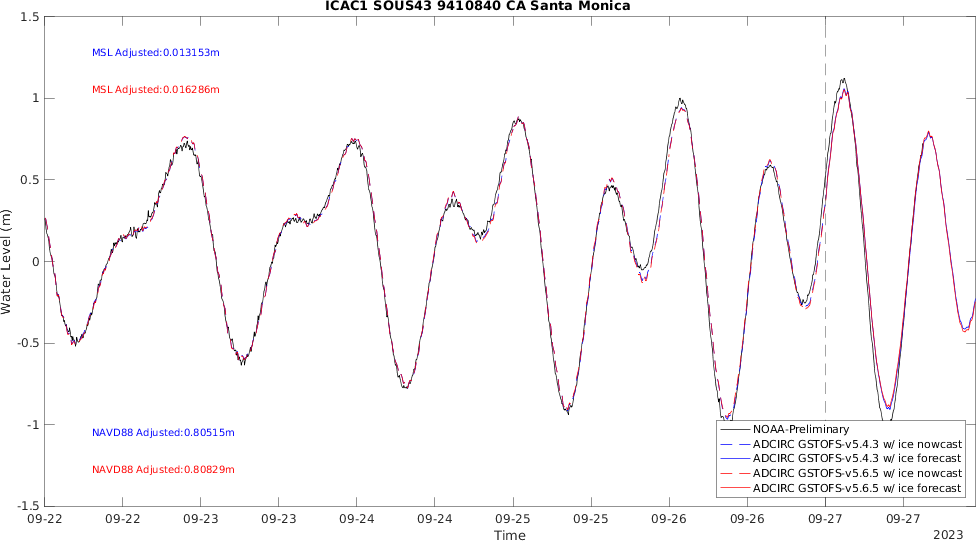 ICAC1 SOUS43 9410840 CA Santa Monica
1.5
MSL Adjusted:0.013153m
MSL Adjusted:0.016286m
1
0.5
0
-0.5
-1
-1.5
Water Level (m)
NAVD88 Adjusted:0.80515m
NAVD88 Adjusted:0.80829m
NOAA-Preliminary
ADCIRC GSTOFS-v5.4.3 w/ ice nowcast
ADCIRC GSTOFS-v5.4.3 w/ ice forecast
ADCIRC GSTOFS-v5.6.5 w/ ice nowcast
ADCIRC GSTOFS-v5.6.5 w/ ice forecast
09-22 09-22 09-23 09-23 09-24 09-24 09-25 09-25 09-26 09-26 09-27 09-27
Time
2023